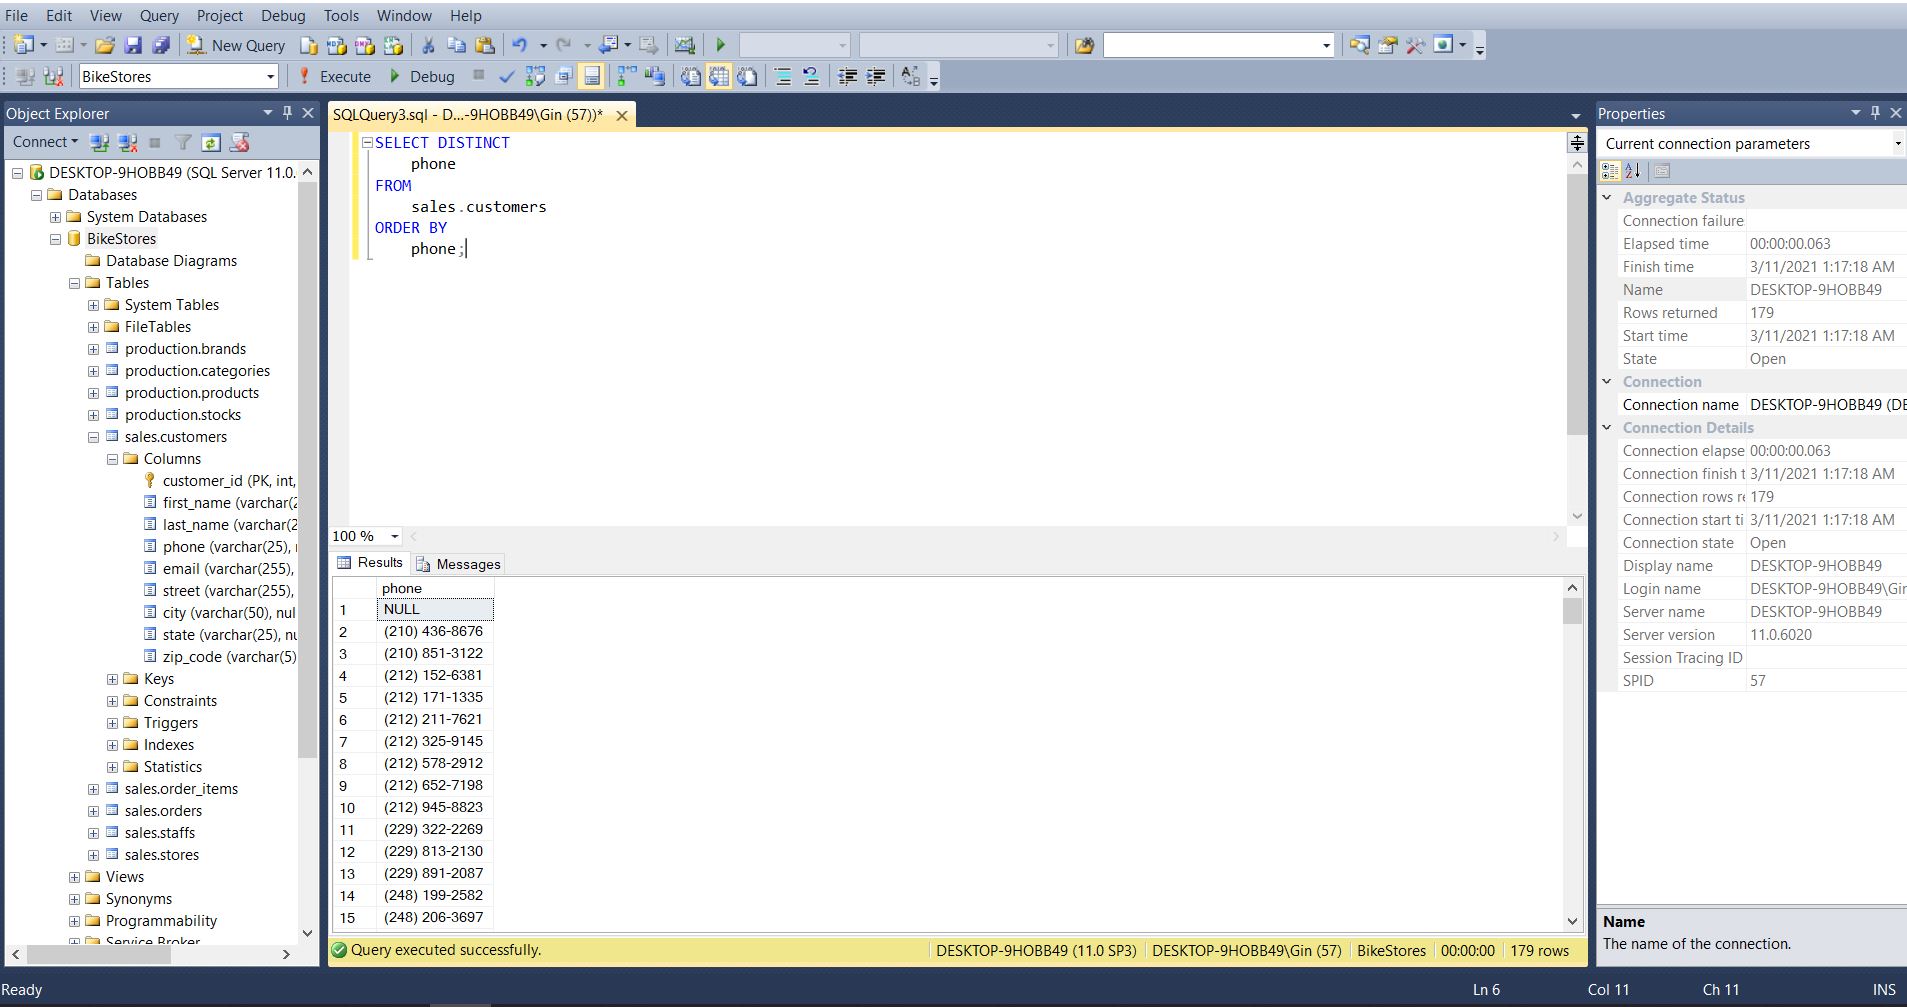 File Edit View Query Project Debug Tools Window Help
New Query
BikeStores Execute Debug
Object Explorer
Connect
DESKTOP-9HOBB49 (SQL Server 11.0.
Databases
System Databases
BikeStores
Database Diagrams
Tables
System Tables
FileTables
production.brands
production.categories
production.products
production.stocks
sales.customers
Columns
customer_id (PK, int,
first_name (varchar(2
last_name (varchar(2
phone (varchar(25),
email (varchar(255),
street (varchar(255),
city (varchar(50), nul
state (varchar(25), nu
zip_code (varchar(5)
Keys
Constraints
Triggers
Indexes
Statistics
sales.order_items
sales.orders
sales.staffs
sales.stores
Views
Synonyms
Programmability
Service Broker
SQLQuery3.sql - D...-9HOBB49\Gin (57))*
SELECT DISTINCT
phone
FROM
sales.customers
ORDER BY
phone;
100 %
Results Messages
phone
1 NULL
2 (210) 436-8676
3 (210) 851-3122
4 (212) 152-6381
5 (212) 171-1335
6 (212) 211-7621
7 (212) 325-9145
8 (212) 578-2912
9 (212) 652-7198
10 (212) 945-8823
11 (229) 322-2269
12 (229) 813-2130
13 (229) 891-2087
14 (248) 199-2582
15 (248) 206-3697
Query executed successfully. DESKTOP-9HOBB49 (11.0 SP3) DESKTOP-9HOBB49\Gin (57) BikeStores 00:00:00 179 rows
Properties
Current connection parameters
Aggregate Status
Connection failure
Elapsed time 00:00:00.063
Finish time 3/11/2021 1:17:18 AM
Name DESKTOP-9HOBB49
Rows returned 179
Start time 3/11/2021 1:17:18 AM
State Open
Connection
Connection name DESKTOP-9HOBB49 (DE
Connection Details
Connection elapse 00:00:00.063
Connection finish t 3/11/2021 1:17:18 AM
Connection rows re 179
Connection start ti 3/11/2021 1:17:18 AM
Connection state Open
Display name DESKTOP-9HOBB49
Login name DESKTOP-9HOBB49\Gin
Server name DESKTOP-9HOBB49
Server version 11.0.6020
Session Tracing ID
SPID 57
Name
The name of the connection.
Ready Ln 6 Col 11 Ch 11 INS